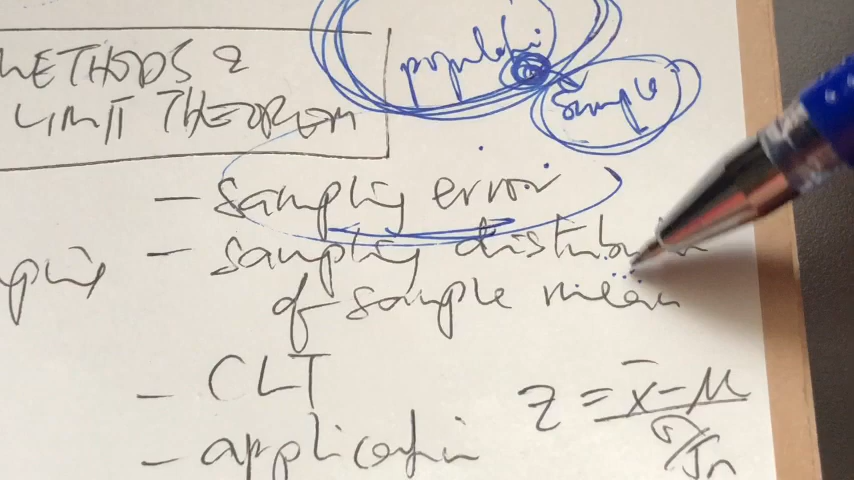 METHODS &
LIMIT THEOREM
population
Sample
- sampling error
- sampling distribution
of sample mean
- CLT
- application
z = x̄ - μ / σ/√n